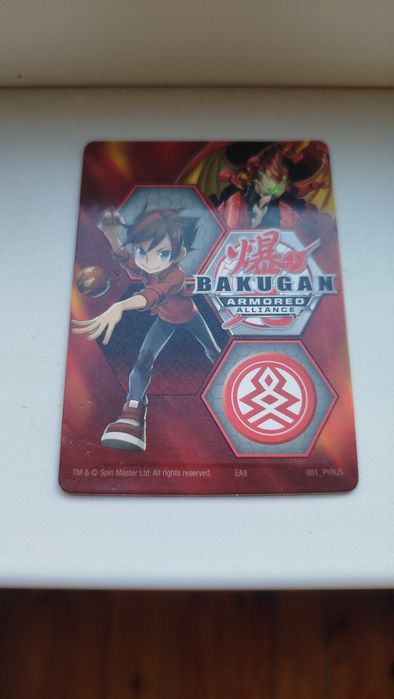 爆
BAKUGAN
ARMORED
ALLIANCE
TM & © Spin Master Ltd. All rights reserved. EA9 001_PYRUS